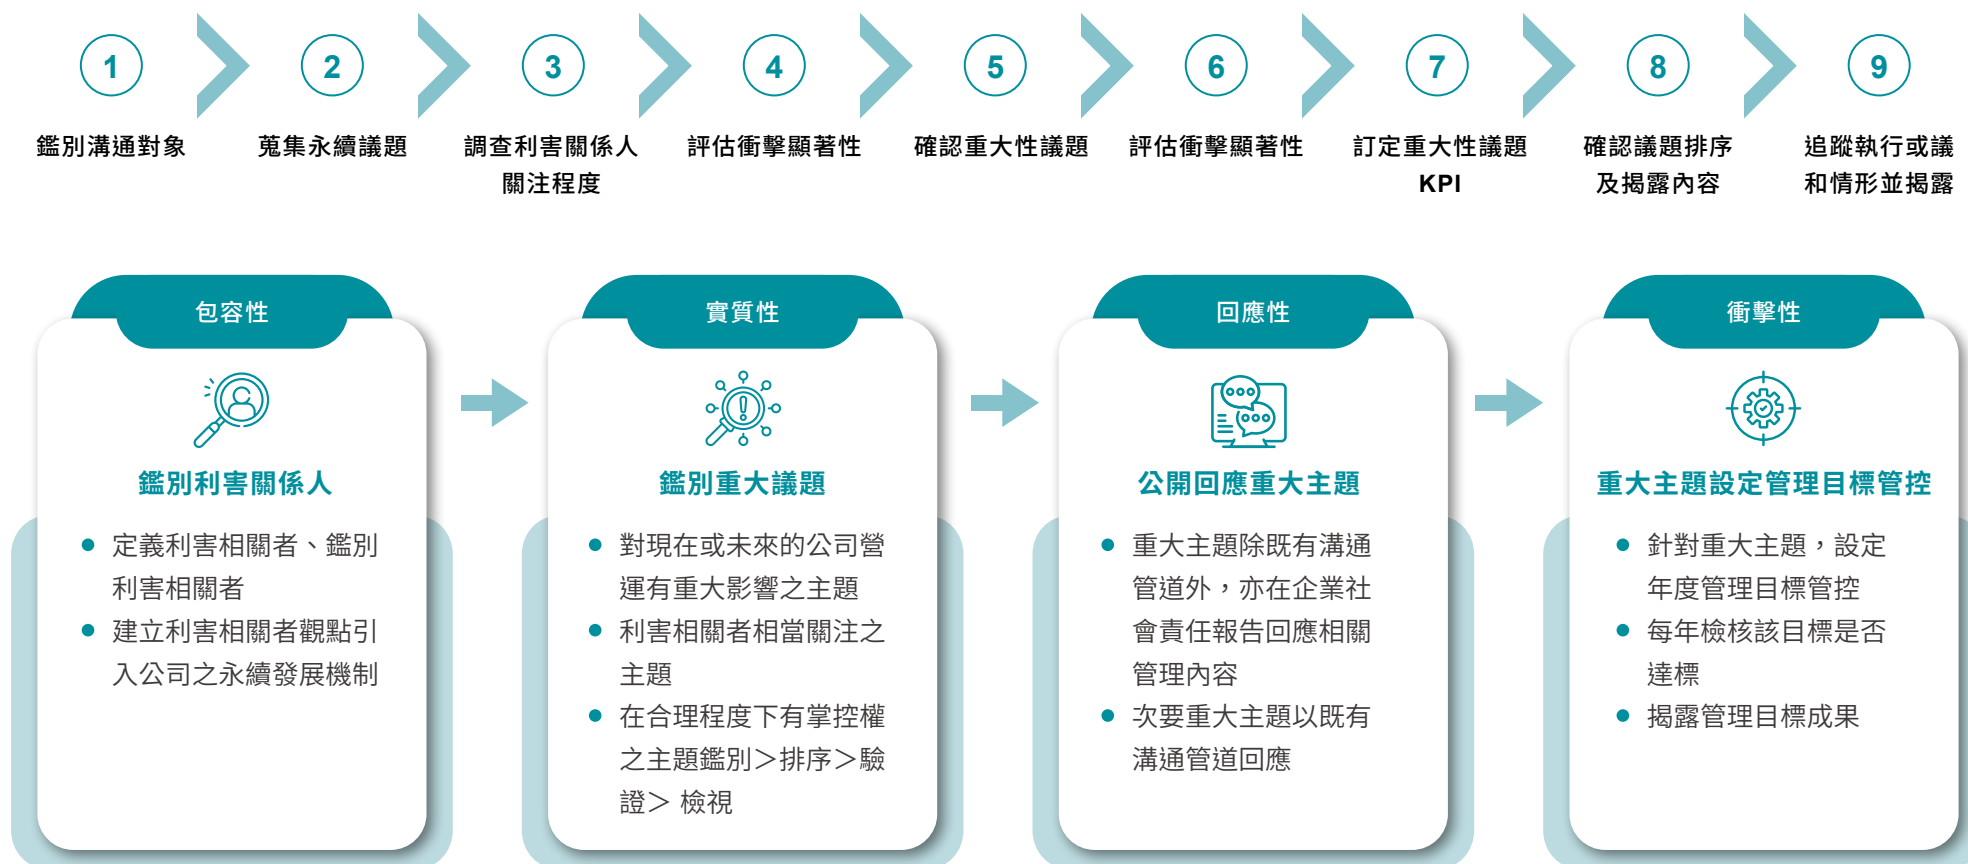 1
2
3
4
5
6
7
8
9
鑑別溝通對象
蒐集永續議題
調查利害關係人
關注程度
評估衝擊顯著性
確認重大性議題
評估衝擊顯著性
訂定重大性議題
KPI
確認議題排序
及揭露內容
追蹤執行或議
和情形並揭露
包容性
鑑別利害關係人
• 定義利害相關者、鑑別
利害相關者
• 建立利害相關者觀點引
入公司之永續發展機制
實質性
鑑別重大議題
• 對現在或未來的公司營
運有重大影響之主題
• 利害相關者相當關注之
主題
• 在合理程度下有掌控權
之主題鑑別＞排序＞驗
證＞ 檢視
回應性
公開回應重大主題
• 重大主題除既有溝通
管道外，亦在企業社
會責任報告回應相關
管理內容
• 次要重大主題以既有
溝通管道回應
衝擊性
重大主題設定管理目標管控
• 針對重大主題，設定
年度管理目標管控
• 每年檢核該目標是否
達標
• 揭露管理目標成果